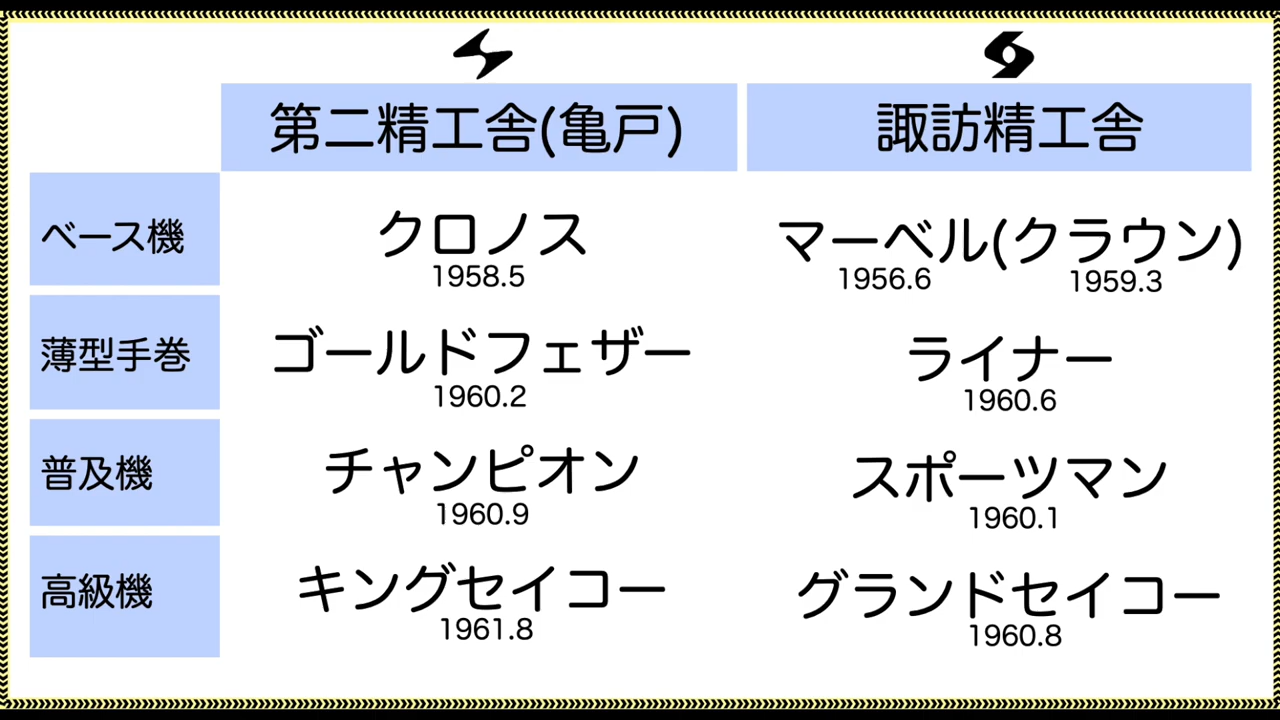 第二精工舎(亀戸)
諏訪精工舎
ベース機
クロノス
1958.5
マーベル(クラウン)
1956.6
1959.3
薄型手巻
ゴールドフェザー
1960.2
ライナー
1960.6
普及機
チャンピオン
1960.9
スポーツマン
1960.1
高級機
キングセイコー
1961.8
グランドセイコー
1960.8